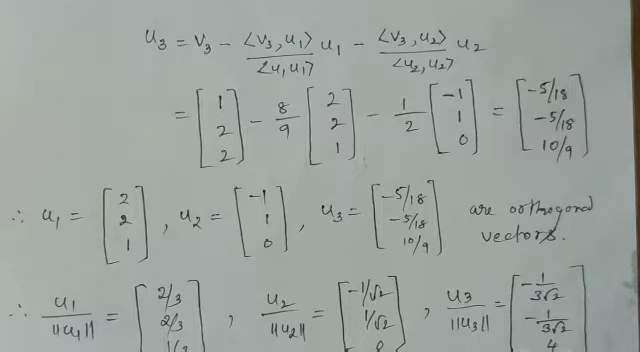 u₃ = v₃ - <v₃, u₁>/<u₁, u₁> u₁ - <v₃, u₂>/<u₂, u₂> u₂
= [1 2 2] - 8/9 [2 2 1] - 1/2 [-1 1 0] = [-5/18 -5/18 10/9]
∴ u₁ = [2 2 1], u₂ = [-1 1 0], u₃ = [-5/18 -5/18 10/9] are orthogonal vectors.
∴ u₁/||u₁|| = [2/3 2/3 1/3], u₂/||u₂|| = [-1/√2 1/√2 0], u₃/||u₃|| = [-1/3√2 -1/3√2 4